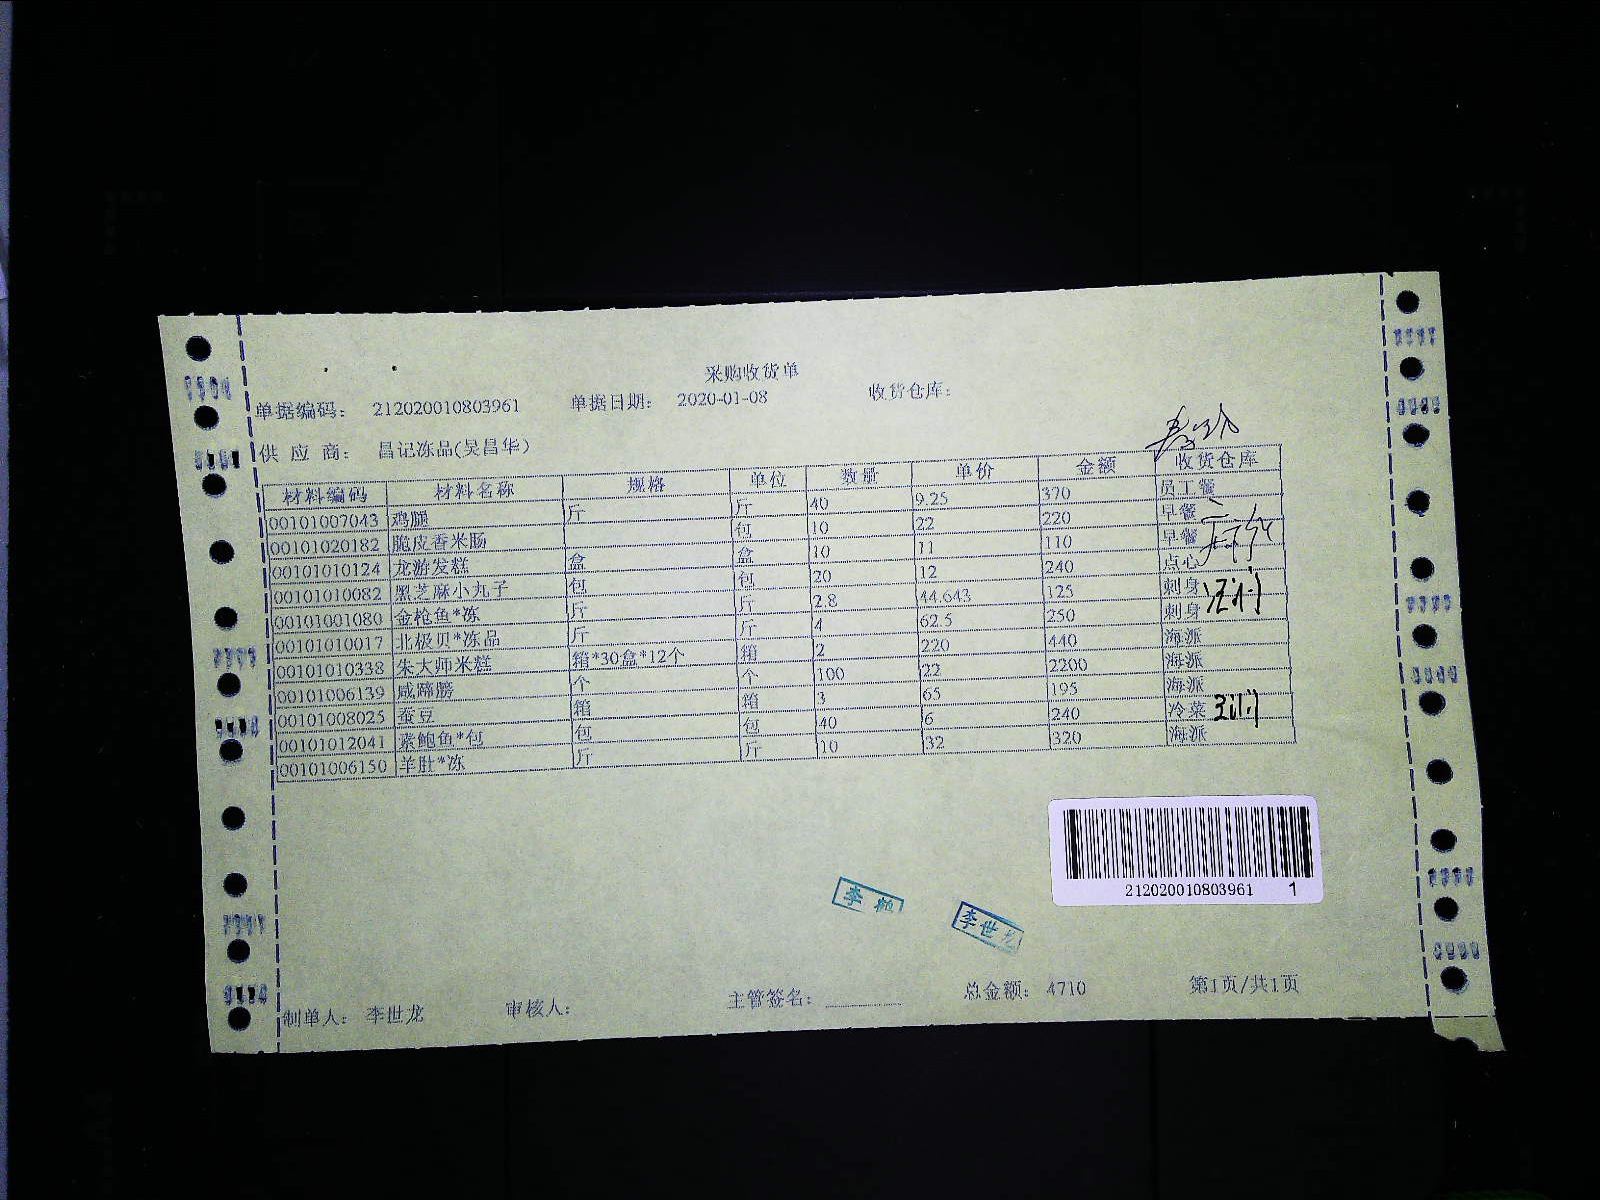 采购收货单
单据编码: 212020010803961 单据日期: 2020-01-08 收货仓库:
供 应 商: 昌记冻品(吴昌华)
材料编码 材料名称 规格 单位 数量 单价 金额 收货仓库
00101007043 鸡腿 斤 斤 40 9.25 370 员工餐
00101020182 脆皮香米肠 包 10 22 220 早餐
00101010124 龙游发糕 盒 盒 10 11 110 早餐
00101010082 黑芝麻小丸子 包 包 20 12 240 点心
00101001080 金枪鱼*冻 斤 斤 2.8 44.643 125 刺身
00101010017 北极贝*冻品 斤 斤 4 62.5 250 刺身
00101010338 朱大师米糕 箱*30盒*12个 箱 2 220 440 海派
00101006139 咸蹄膀 个 个 100 22 2200 海派
00101008025 蚕豆 箱 箱 3 65 195 海派
00101012041 素鲍鱼*包 包 包 40 6 240 冷菜
00101006150 羊肚*冻 斤 斤 10 32 320 海派
212020010803961 1
李鹤
李世龙
制单人: 李世龙 审核人: 主管签名: 总金额: 4710 第1页/共1页